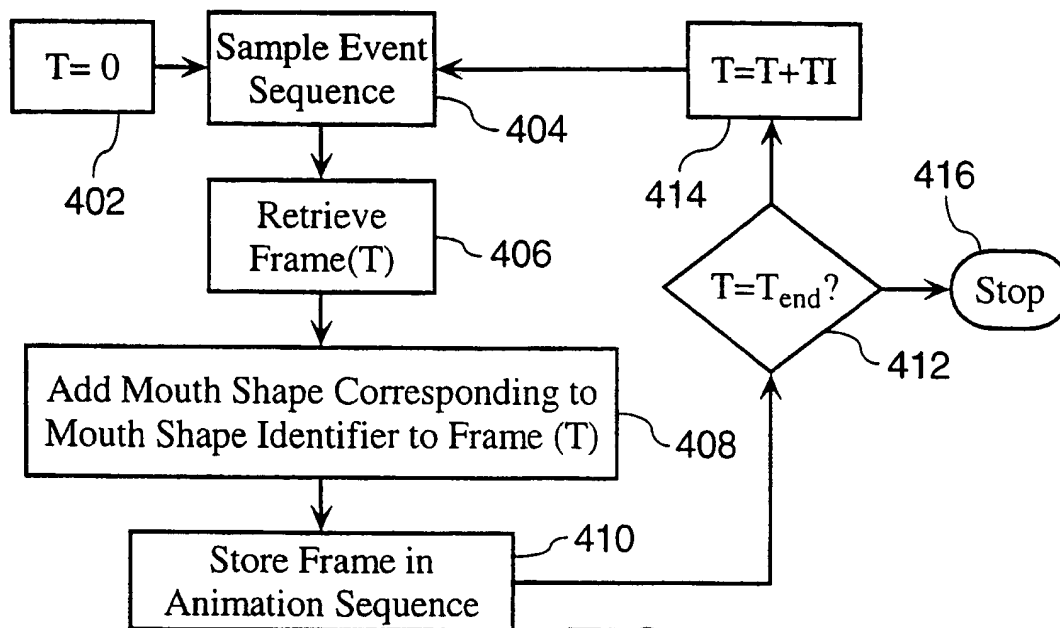 T= 0
402
Sample Event
Sequence
404
Retrieve
Frame(T)
406
Add Mouth Shape Corresponding to
Mouth Shape Identifier to Frame (T)
408
Store Frame in
Animation Sequence
410
T=Tend?
412
T=T+TI
414
Stop
416